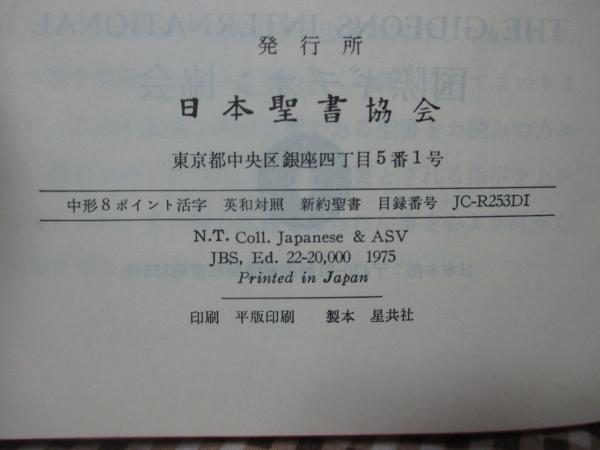 発行所
日本聖書協会
東京都中央区銀座四丁目5番1号
中形8ポイント活字 英和対照 新約聖書 目録番号 JC-R253DI
N.T. Coll. Japanese & ASV
JBS, Ed. 22-20,000 1975
Printed in Japan
印刷 平版印刷 製本 星共社